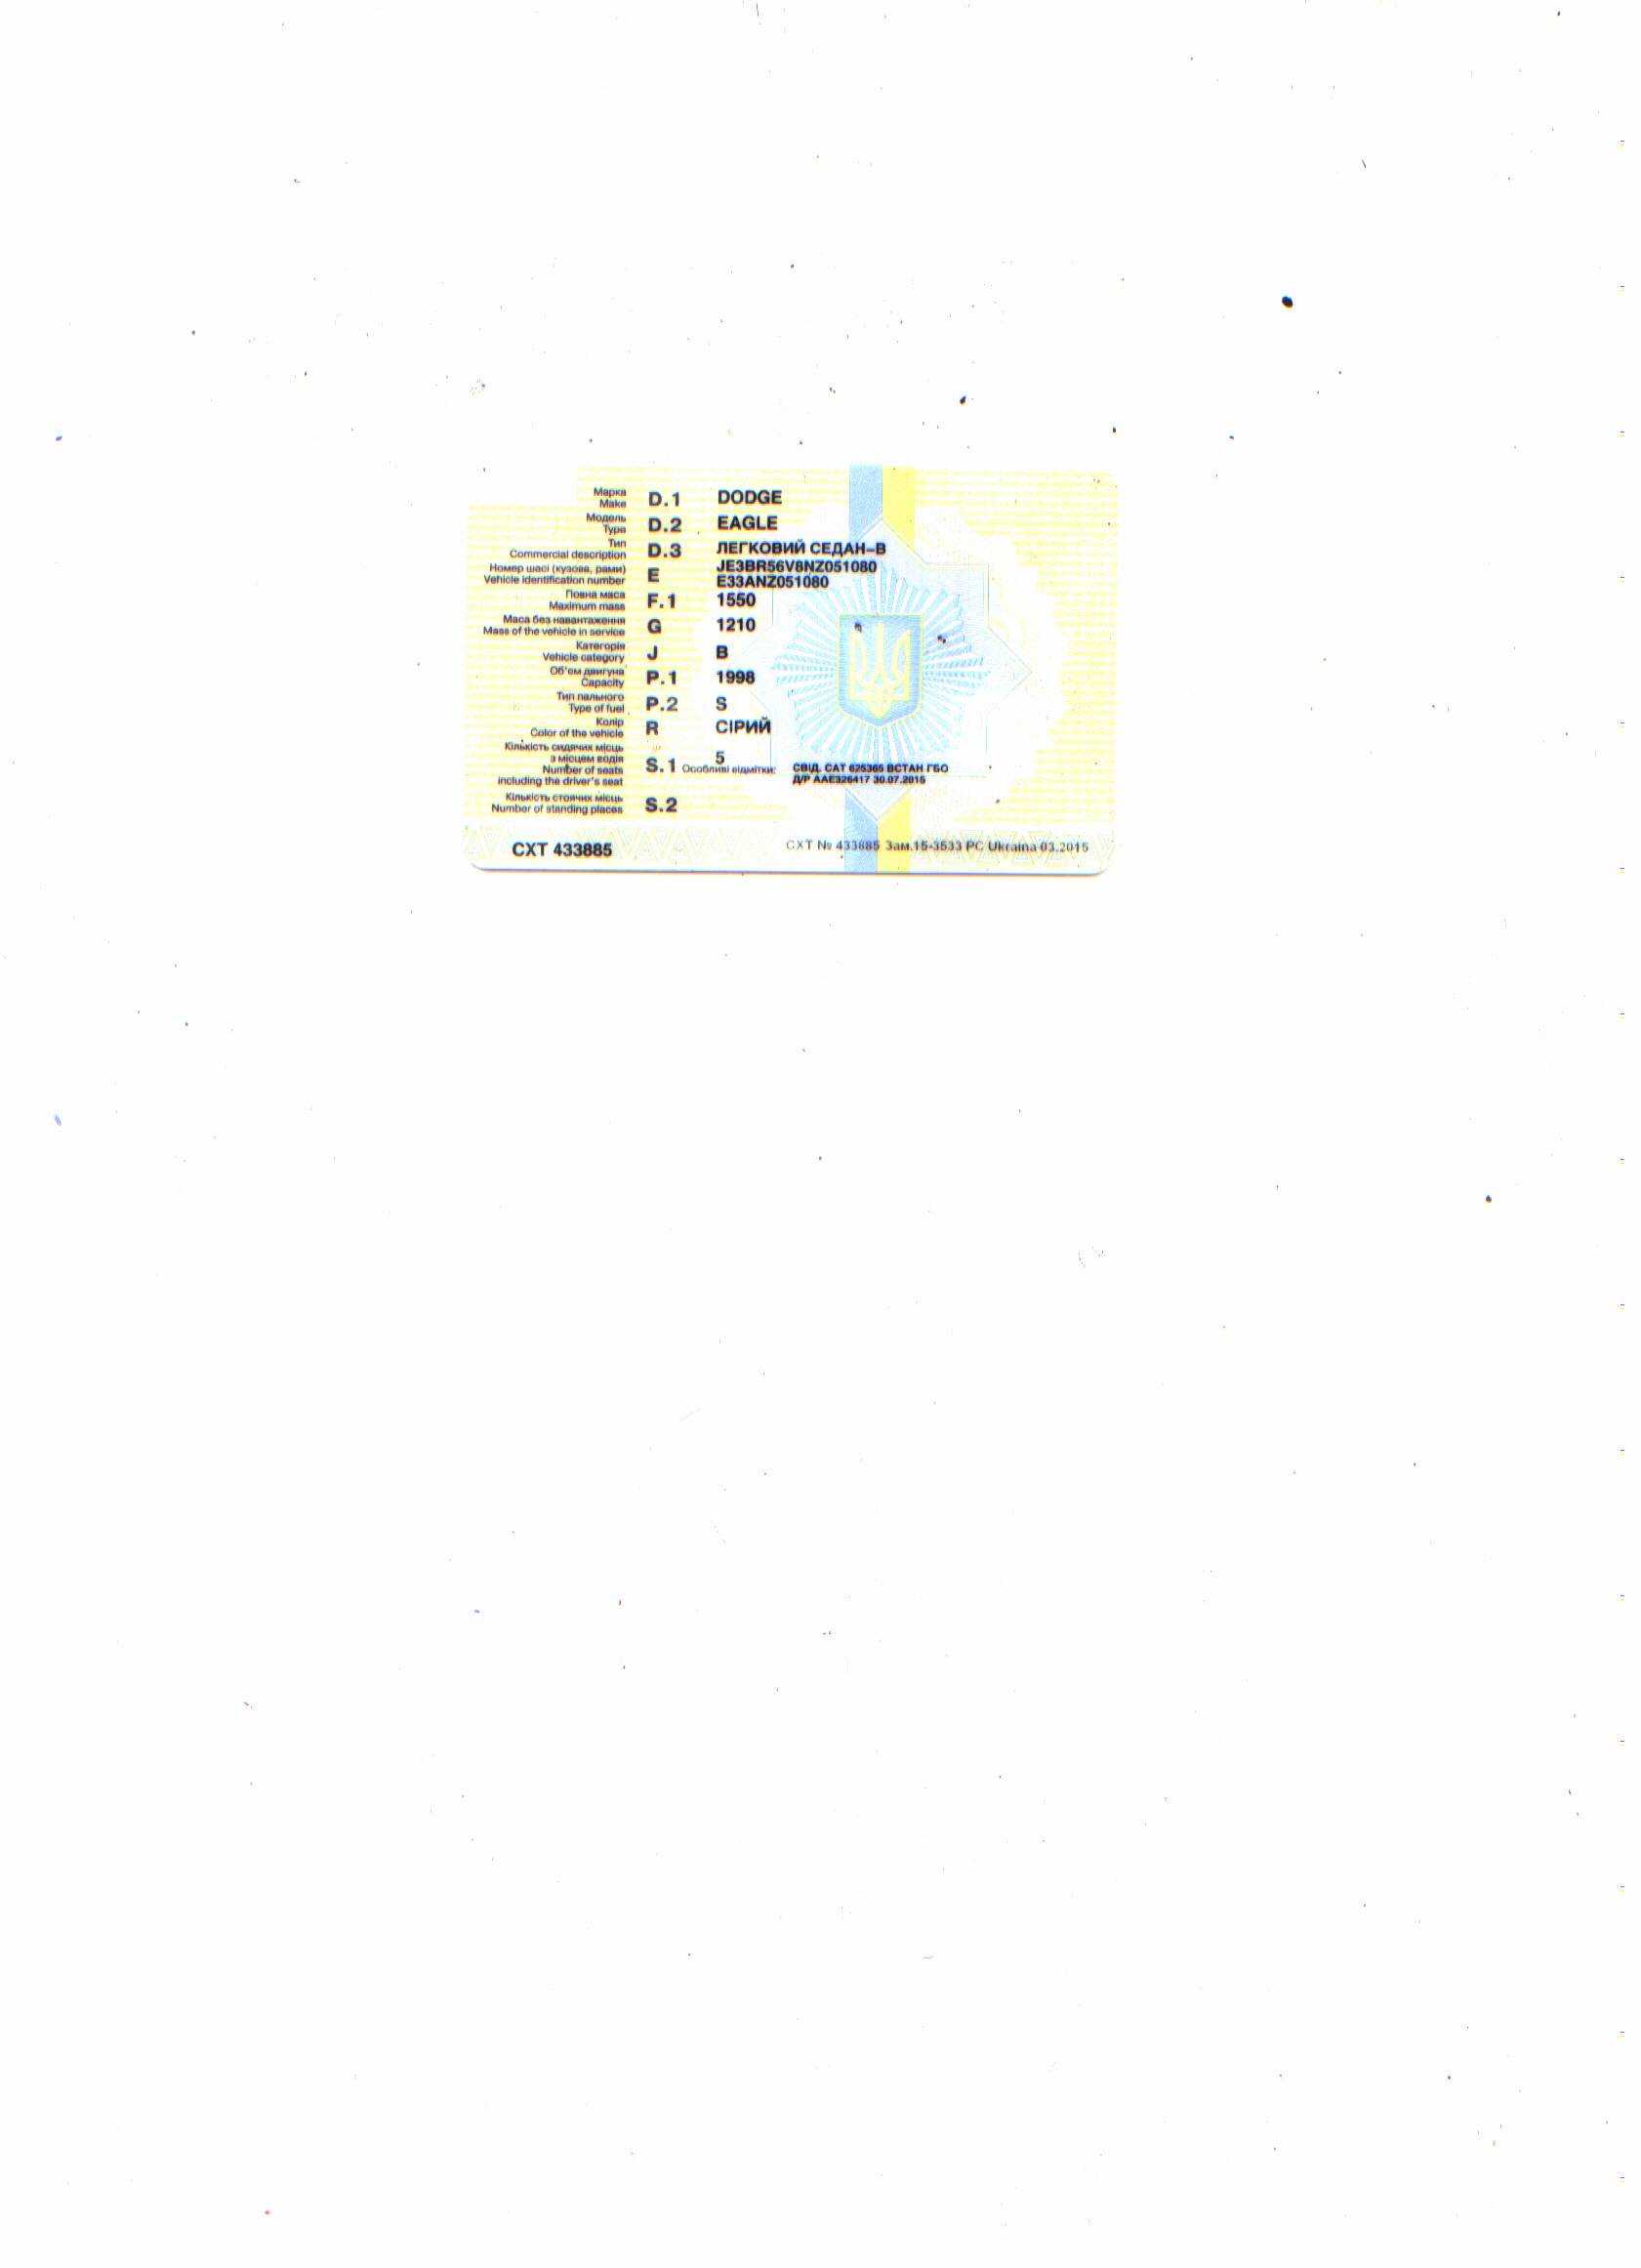 Марка
Make D.1 DODGE
Модель
Type D.2 EAGLE
Тип
Commercial description D.3 ЛЕГКОВИЙ СЕДАН-В
Номер шасі (кузова, рами) JE3BR56V8NZ051080
Vehicle identification number E E33ANZ051080
Повна маса
Maximum mass F.1 1550
Маса без навантаження
Mass of the vehicle in service G 1210
Категорія
Vehicle category J B
Об'єм двигуна
Capacity P.1 1998
Тип пального
Type of fuel P.2 S
Колір
Color of the vehicle R СІРИЙ
Кількість сидячих місць
з місцем водія 5
Number of seats S.1 Особливі відмітки: СВІД. САТ 625365 ВСТАН ГБО
including the driver's seat Д/Р ААЕ326417 30.07.2015
Кількість стоячих місць
Number of standing places S.2
СХТ 433885 СХТ № 433885 Зам.15-3533 РС Ukraina 03.2015